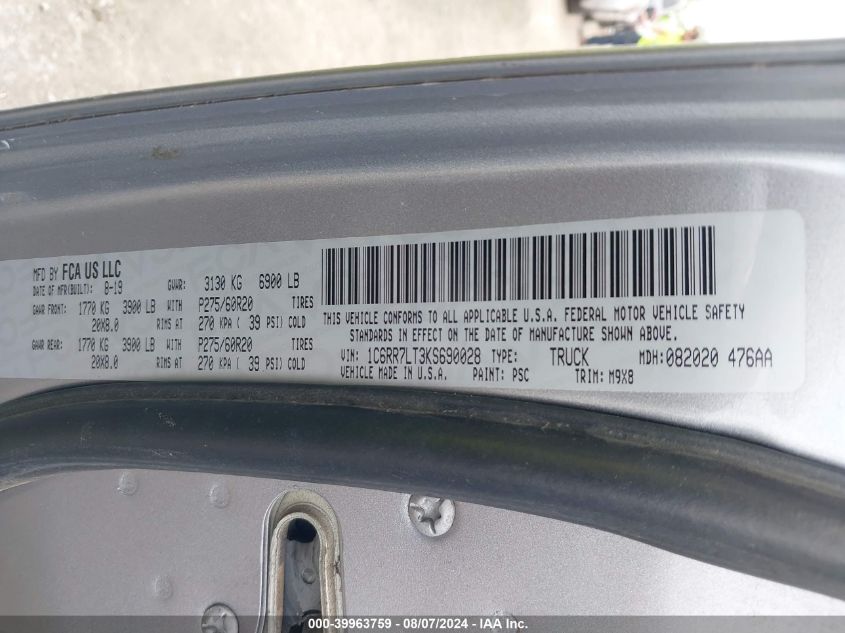 MFD BY FCA US LLC
DATE OF MFR(BUILT): 8-19 GVWR: 3130 KG 6900 LB
GAWR FRONT: 1770 KG 3900 LB WITH P275/60R20 TIRES
20X8.0 RIMS AT 270 KPA ( 39 PSI) COLD
GAWR REAR: 1770 KG 3900 LB WITH P275/60R20 TIRES
20X8.0 RIMS AT 270 KPA ( 39 PSI) COLD
THIS VEHICLE CONFORMS TO ALL APPLICABLE U.S.A. FEDERAL MOTOR VEHICLE SAFETY
STANDARDS IN EFFECT ON THE DATE OF MANUFACTURE SHOWN ABOVE.
VIN: 1C6RR7LT3KS690028 TYPE: TRUCK MDH:082020 476AA
VEHICLE MADE IN U.S.A. PAINT: PSC TRIM: M9X8
000-39963759 - 08/07/2024 - IAA Inc.